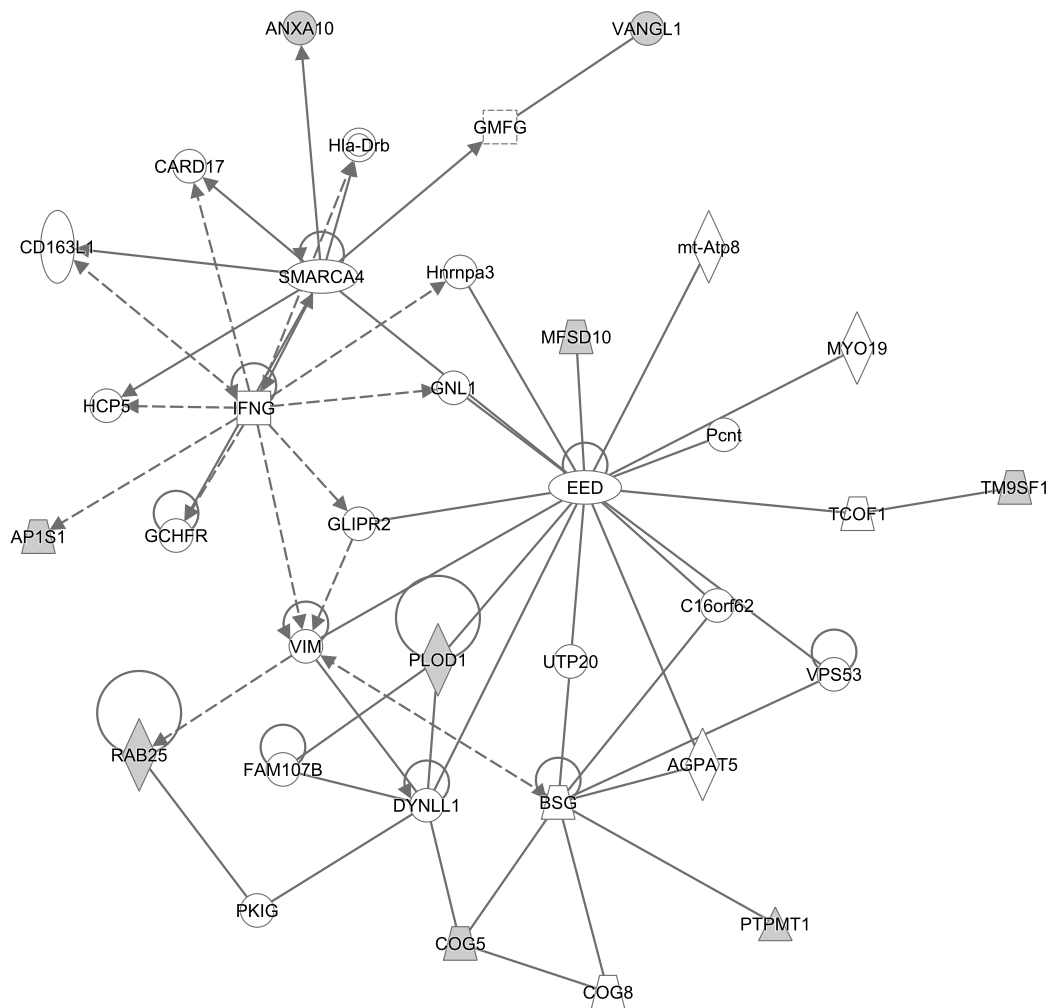 ANXA10
VANGL1
GMFG
Hla-Drb
CARD17
CD163L1
SMARCA4
Hnrnpa3
mt-Atp8
MFSD10
MYO19
GNL1
HCP5
IFNG
Pcnt
EED
TM9SF1
TCOF1
AP1S1
GCHFR
GLIPR2
C16orf62
VIM
PLOD1
UTP20
VPS53
RAB25
FAM107B
AGPAT5
DYNLL1
BSG
PKIG
PTPMT1
COG5
COG8